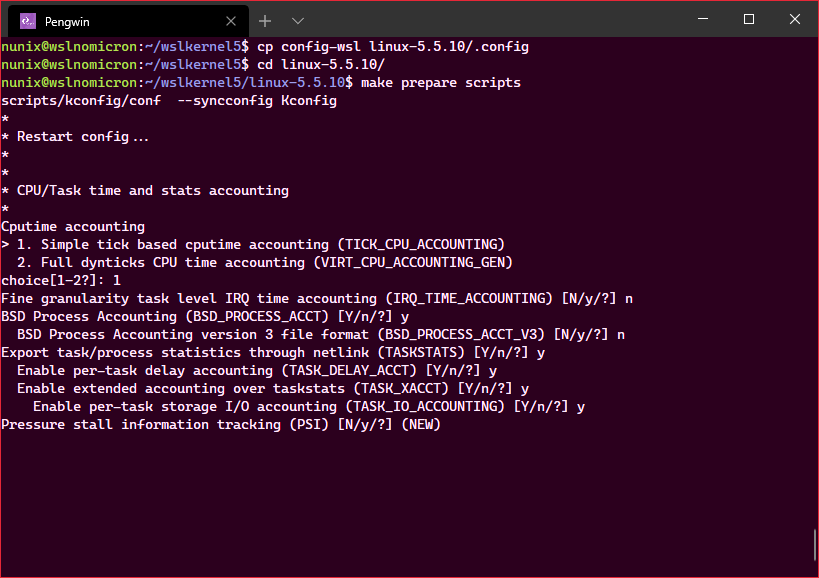 Pengwin
nunix@wslnomicron:~/wslkernel5$ cp config-wsl linux-5.5.10/.config
nunix@wslnomicron:~/wslkernel5$ cd linux-5.5.10/
nunix@wslnomicron:~/wslkernel5/linux-5.5.10$ make prepare scripts
scripts/kconfig/conf  --syncconfig Kconfig
*
* Restart config...
*
*
* CPU/Task time and stats accounting
*
Cputime accounting
> 1. Simple tick based cputime accounting (TICK_CPU_ACCOUNTING)
  2. Full dynticks CPU time accounting (VIRT_CPU_ACCOUNTING_GEN)
choice[1-2?]: 1
Fine granularity task level IRQ time accounting (IRQ_TIME_ACCOUNTING) [N/y/?] n
BSD Process Accounting (BSD_PROCESS_ACCT) [Y/n/?] y
  BSD Process Accounting version 3 file format (BSD_PROCESS_ACCT_V3) [N/y/?] n
Export task/process statistics through netlink (TASKSTATS) [Y/n/?] y
  Enable per-task delay accounting (TASK_DELAY_ACCT) [Y/n/?] y
  Enable extended accounting over taskstats (TASK_XACCT) [Y/n/?] y
    Enable per-task storage I/O accounting (TASK_IO_ACCOUNTING) [Y/n/?] y
Pressure stall information tracking (PSI) [N/y/?] (NEW)